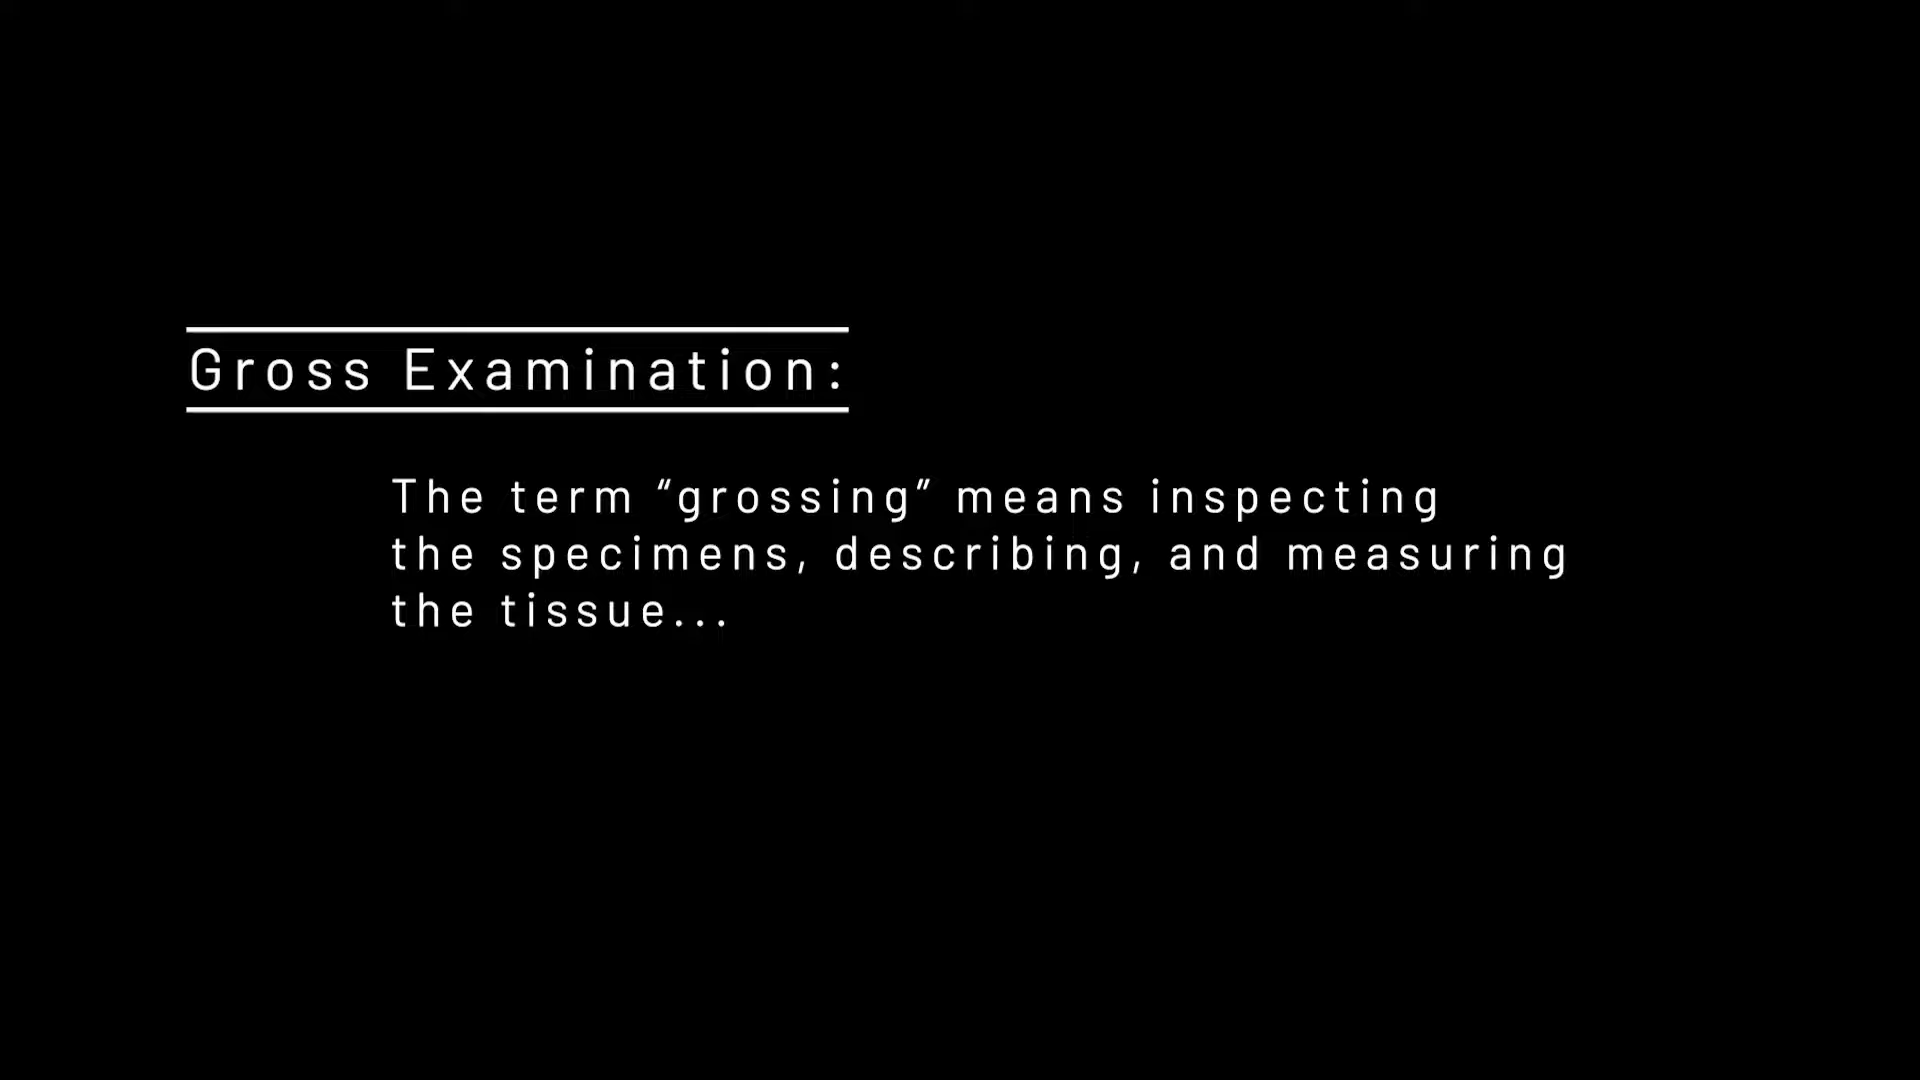 Gross Examination:
The term “grossing” means inspecting
the specimens, describing, and measuring
the tissue...